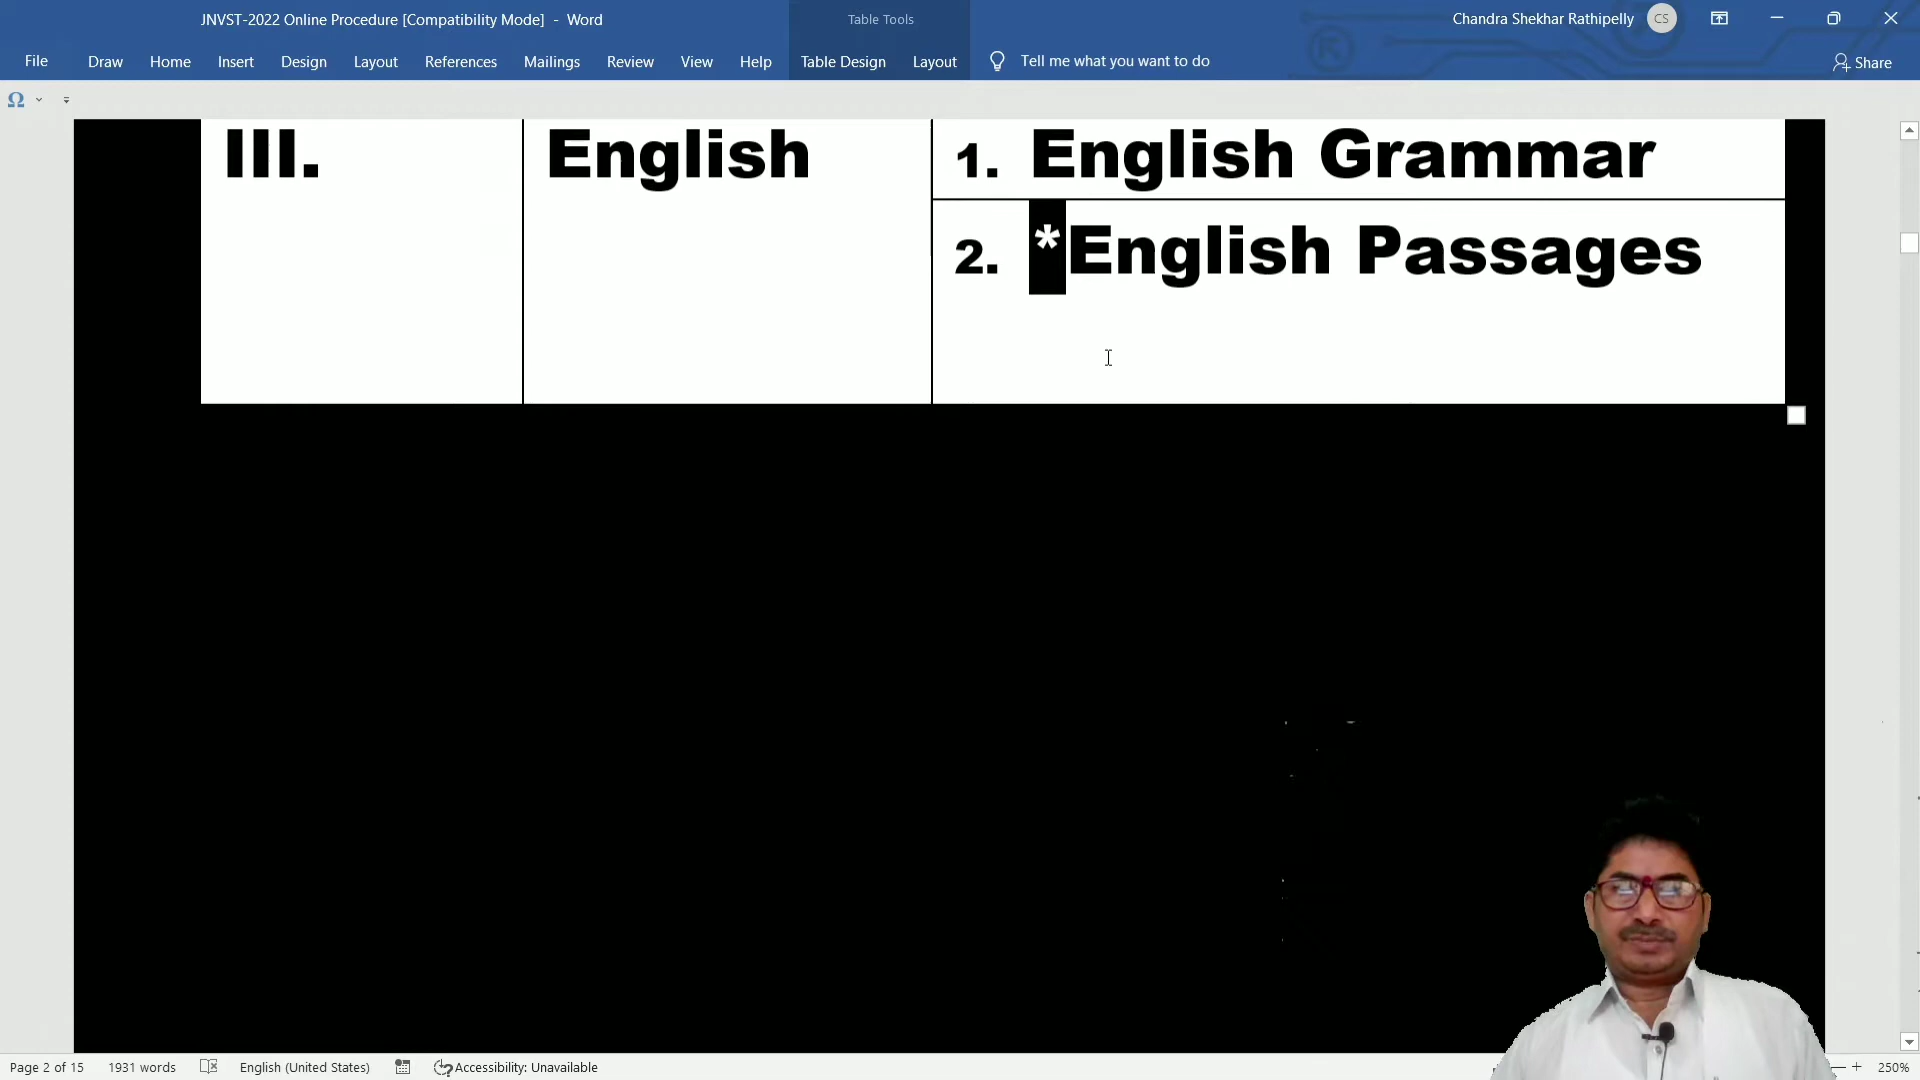 JNVST-2022 Online Procedure [Compatibility Mode] - Word
Table Tools
Chandra Shekhar Rathipelly
CS
File
Draw
Home
Insert
Design
Layout
References
Mailings
Review
View
Help
Table Design
Layout
Tell me what you want to do
Share
III.
English
1. English Grammar
2. *English Passages
Page 2 of 15
1931 words
English (United States)
Accessibility: Unavailable
250%